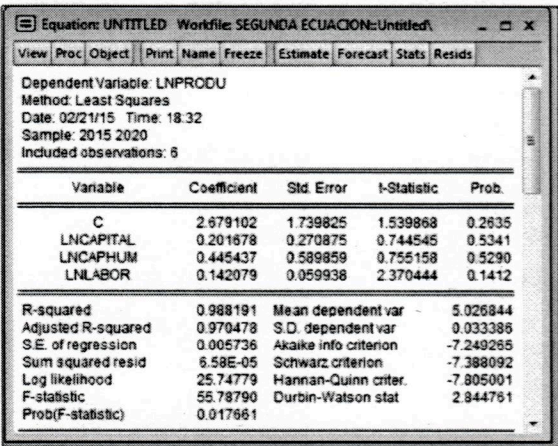 Equation: UNTITLED Workfile: SEGUNDA ECUACION::Untitled\
View Proc Object Print Name Freeze Estimate Forecast Stats Resids
Dependent Variable: LNPRODU
Method: Least Squares
Date: 02/21/15 Time: 18:32
Sample: 2015 2020
Included observations: 6
Variable Coefficient Std. Error t-Statistic Prob.
C 2.679102 1.739825 1.539868 0.2635
LNCAPITAL 0.201678 0.270875 0.744545 0.5341
LNCAPHUM 0.445437 0.589859 0.755158 0.5290
LNLABOR 0.142079 0.059938 2.370444 0.1412
R-squared 0.988191 Mean dependent var 5.026844
Adjusted R-squared 0.970478 S.D. dependent var 0.033386
S.E. of regression 0.005736 Akaike info criterion -7.249265
Sum squared resid 6.58E-05 Schwarz criterion -7.388092
Log likelihood 25.74779 Hannan-Quinn criter. -7.805001
F-statistic 55.78790 Durbin-Watson stat 2.844761
Prob(F-statistic) 0.017661